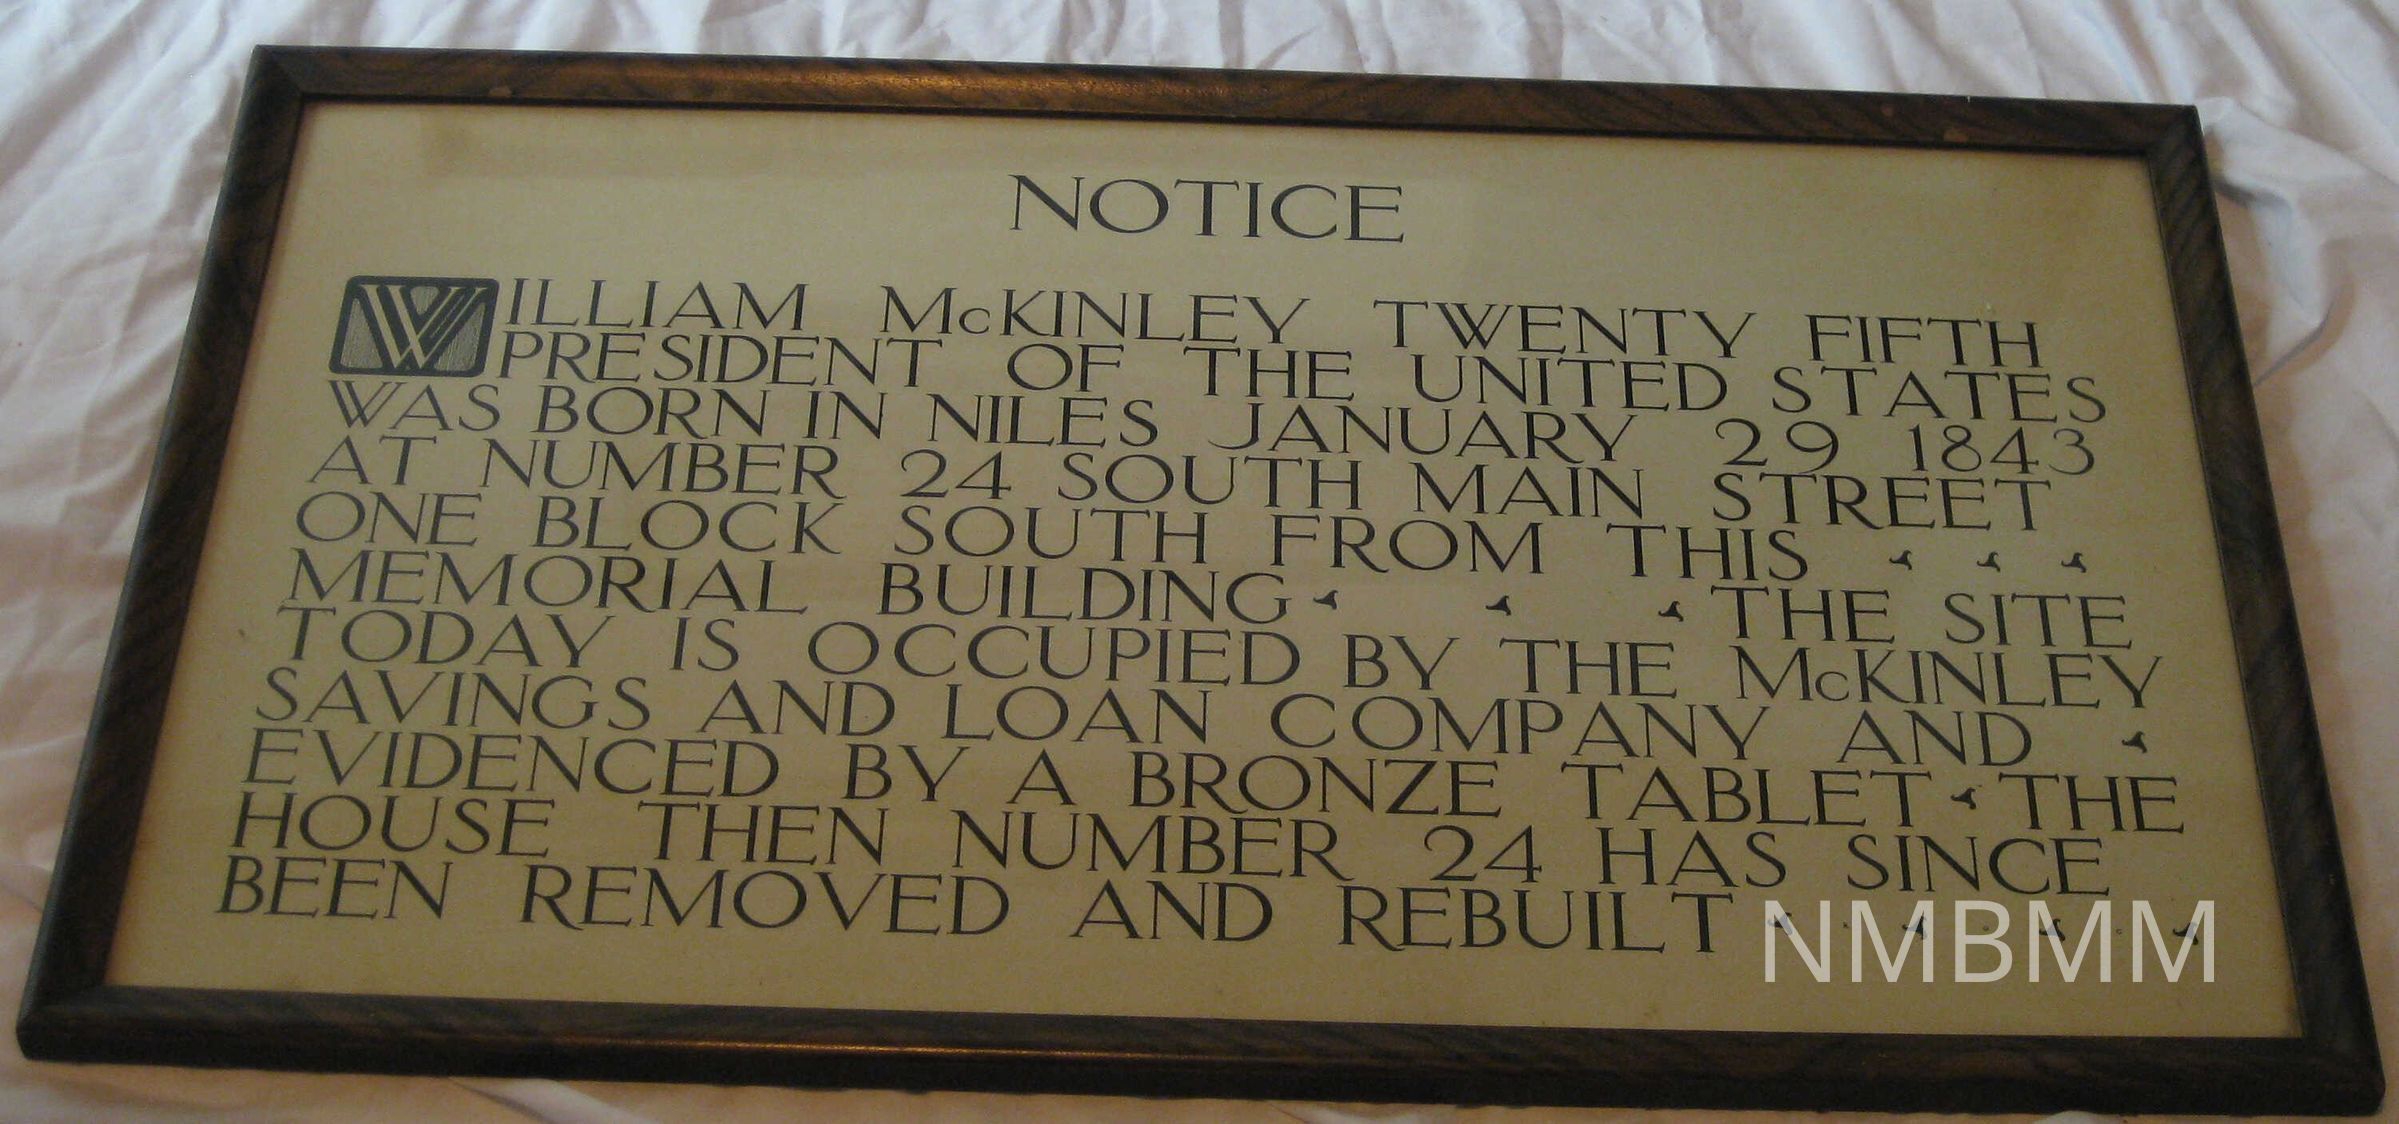 NOTICE
WILLIAM McKINLEY TWENTY FIFTH
PRESIDENT OF THE UNITED STATES
WAS BORN IN NILES JANUARY 29 1843
AT NUMBER 24 SOUTH MAIN STREET
ONE BLOCK SOUTH FROM THIS
MEMORIAL BUILDING THE SITE
TODAY IS OCCUPIED BY THE McKINLEY
SAVINGS AND LOAN COMPANY AND
EVIDENCED BY A BRONZE TABLET THE
HOUSE THEN NUMBER 24 HAS SINCE
BEEN REMOVED AND REBUILT
NMBMM